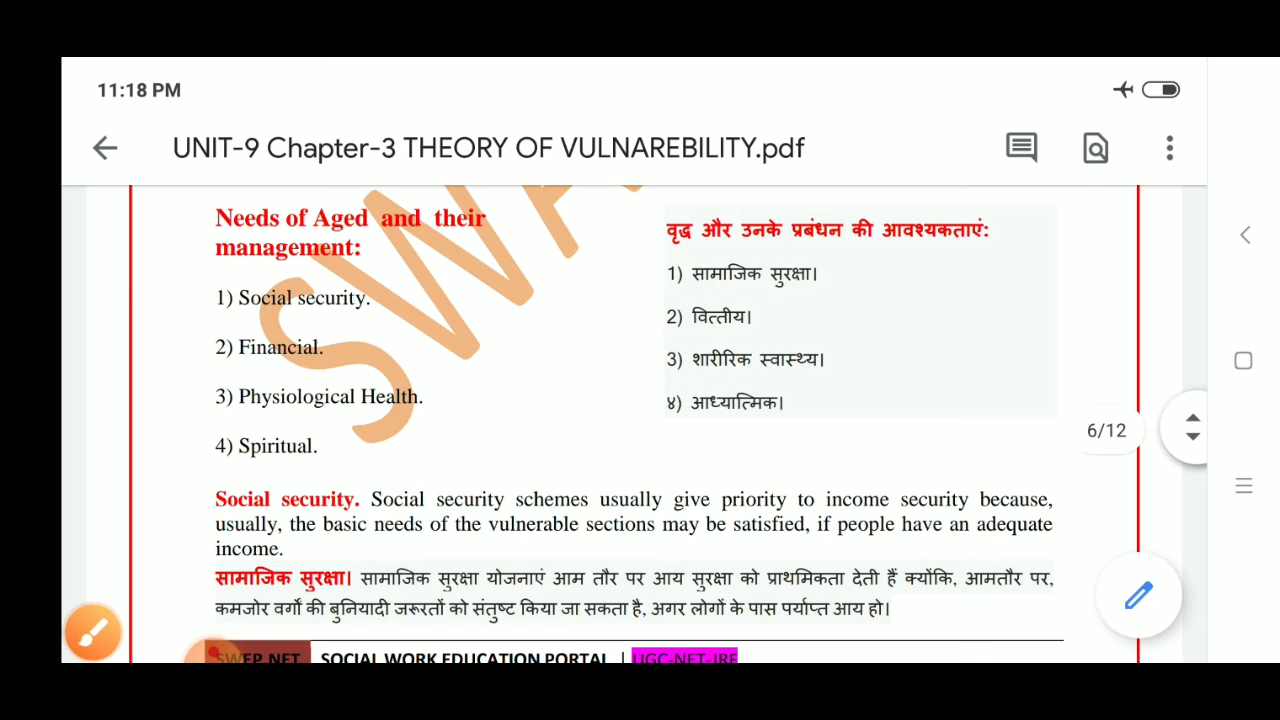 11:18 PM
UNIT-9 Chapter-3 THEORY OF VULNAREBILITY.pdf
Needs of Aged and their
management:
1) Social security.
2) Financial.
3) Physiological Health.
4) Spiritual.
वृद्ध और उनके प्रबंधन की आवश्यकताएं:
1) सामाजिक सुरक्षा।
2) वित्तीय।
3) शारीरिक स्वास्थ्य।
४) आध्यात्मिक।
6/12
Social security. Social security schemes usually give priority to income security because,
usually, the basic needs of the vulnerable sections may be satisfied, if people have an adequate
income.
सामाजिक सुरक्षा। सामाजिक सुरक्षा योजनाएं आम तौर पर आय सुरक्षा को प्राथमिकता देती हैं क्योंकि, आमतौर पर,
कमजोर वर्गों की बुनियादी जरूरतों को संतुष्ट किया जा सकता है, अगर लोगों के पास पर्याप्त आय हो।
SWEP NET SOCIAL WORK EDUCATION PORTAL | UGC-NET-JRF